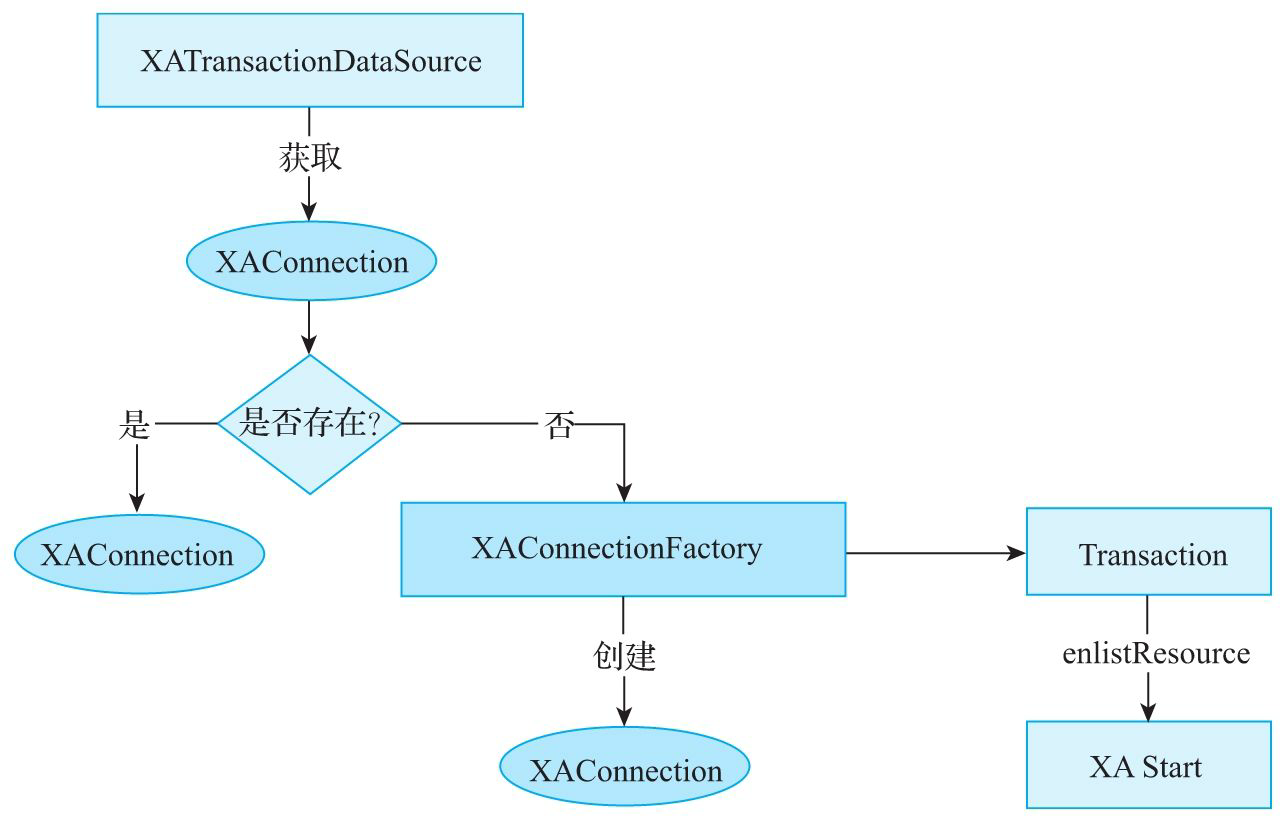 XATransactionDataSource
获取
XAConnection
是否存在?
是
否
XAConnection
XAConnectionFactory
Transaction
创建
enlistResource
XAConnection
XA Start